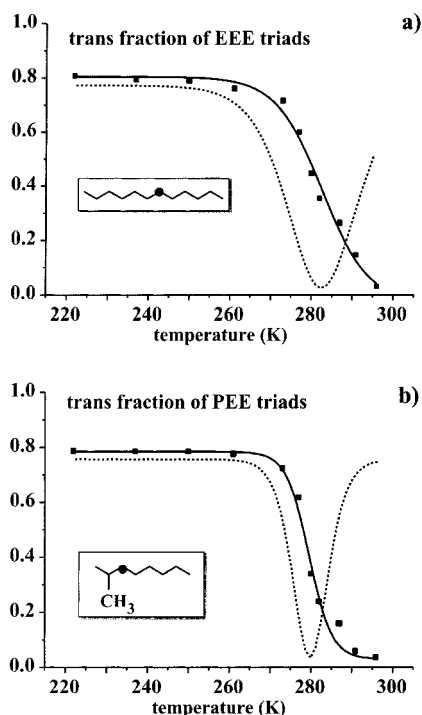 a)
trans fraction of EEE triads
1.0
0.8
0.6
0.4
0.2
0.0
220 240 260 280 300
temperature (K)
b)
trans fraction of PEE triads
1.0
0.8
0.6
0.4
0.2
0.0
CH3
220 240 260 280 300
temperature (K)